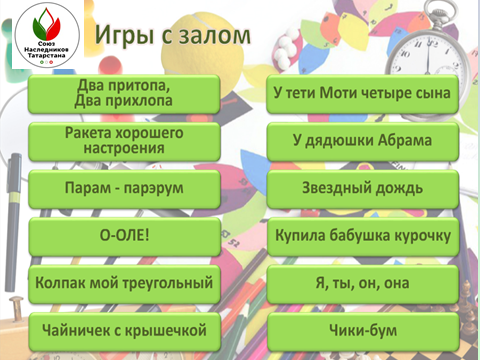 Союз
Наследников
Татарстана
Игры с залом
Два притопа,
Два прихлопа
Ракета хорошего
настроения
Парам - парэрум
О-ОЛЕ!
Колпак мой треугольный
Чайничек с крышечкой
У тети Моти четыре сына
У дядюшки Абрама
Звездный дождь
Купила бабушка курочку
Я, ты, он, она
Чики-бум